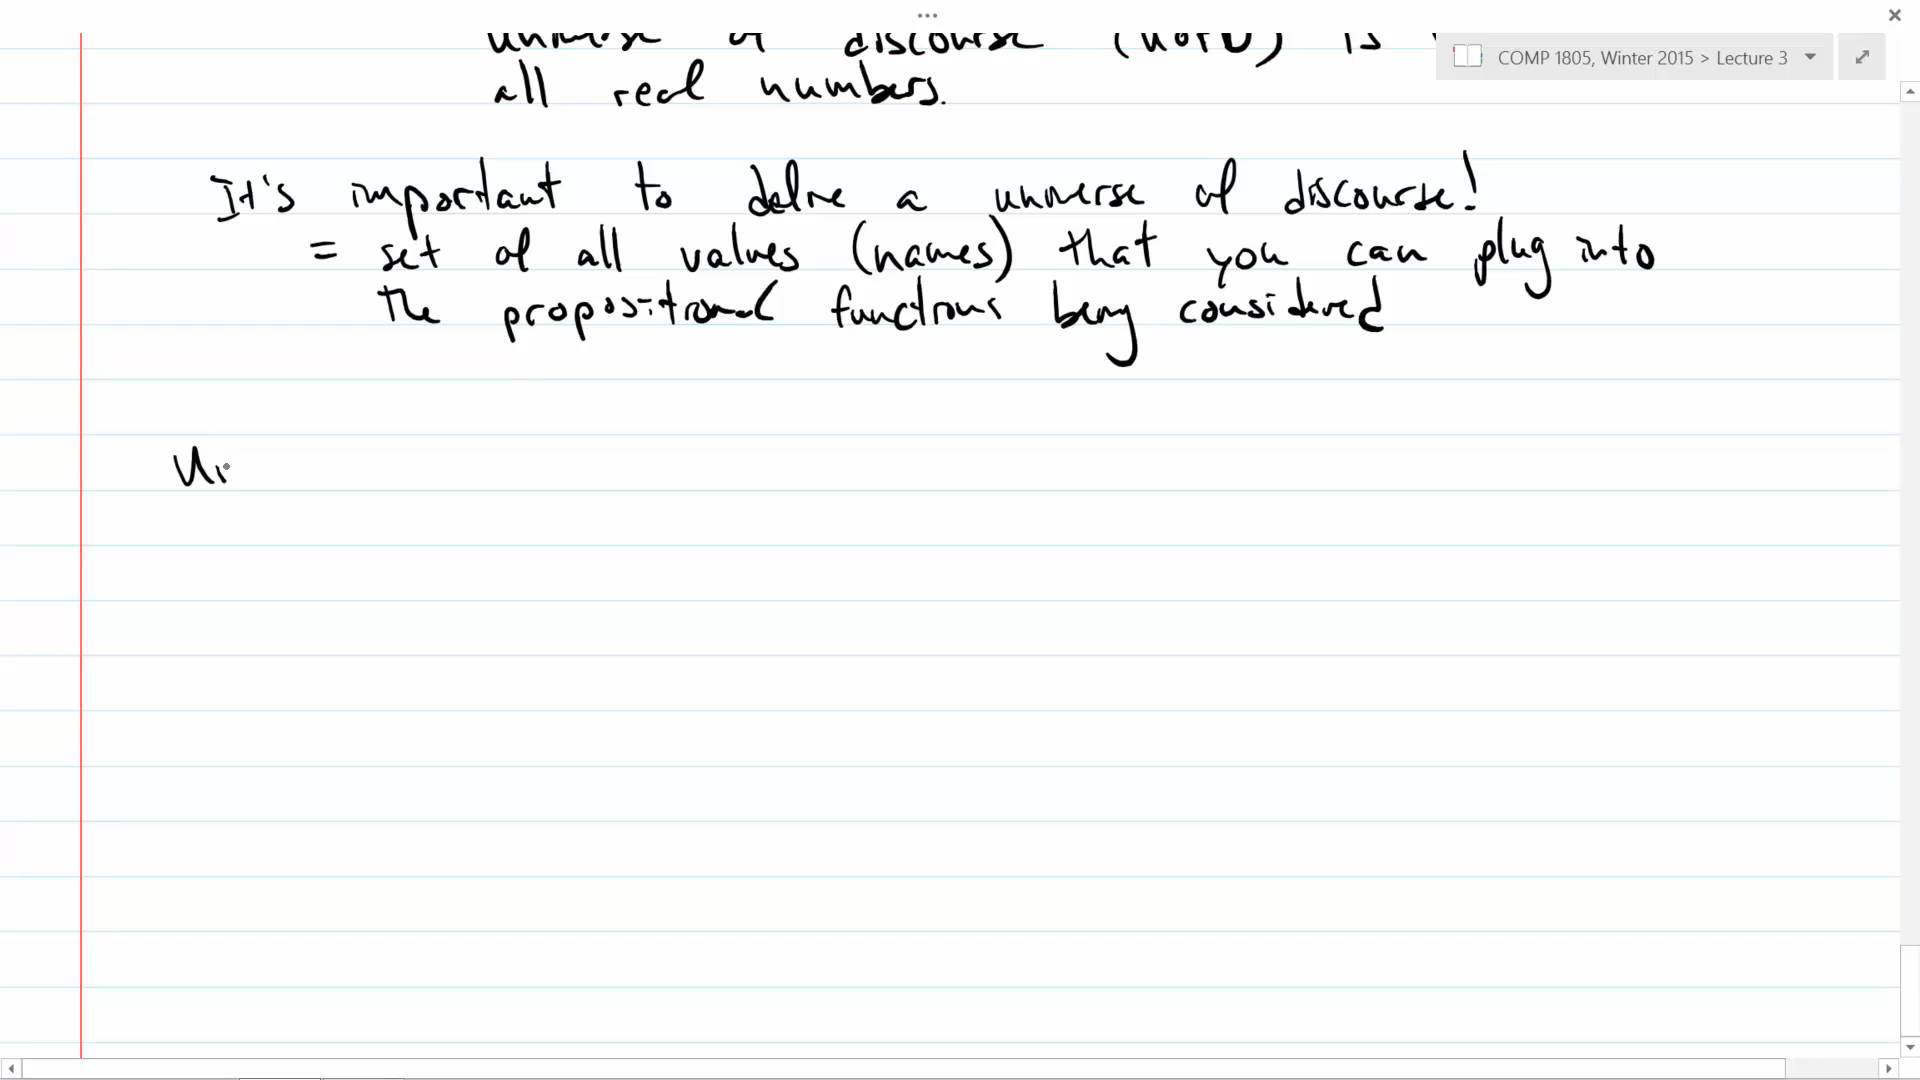 universe of discourse (UofD) is
COMP 1805, Winter 2015 > Lecture 3
all real numbers.
It's important to define a universe of discourse!
= set of all values (names) that you can plug into
the propositional functions being considered
Un